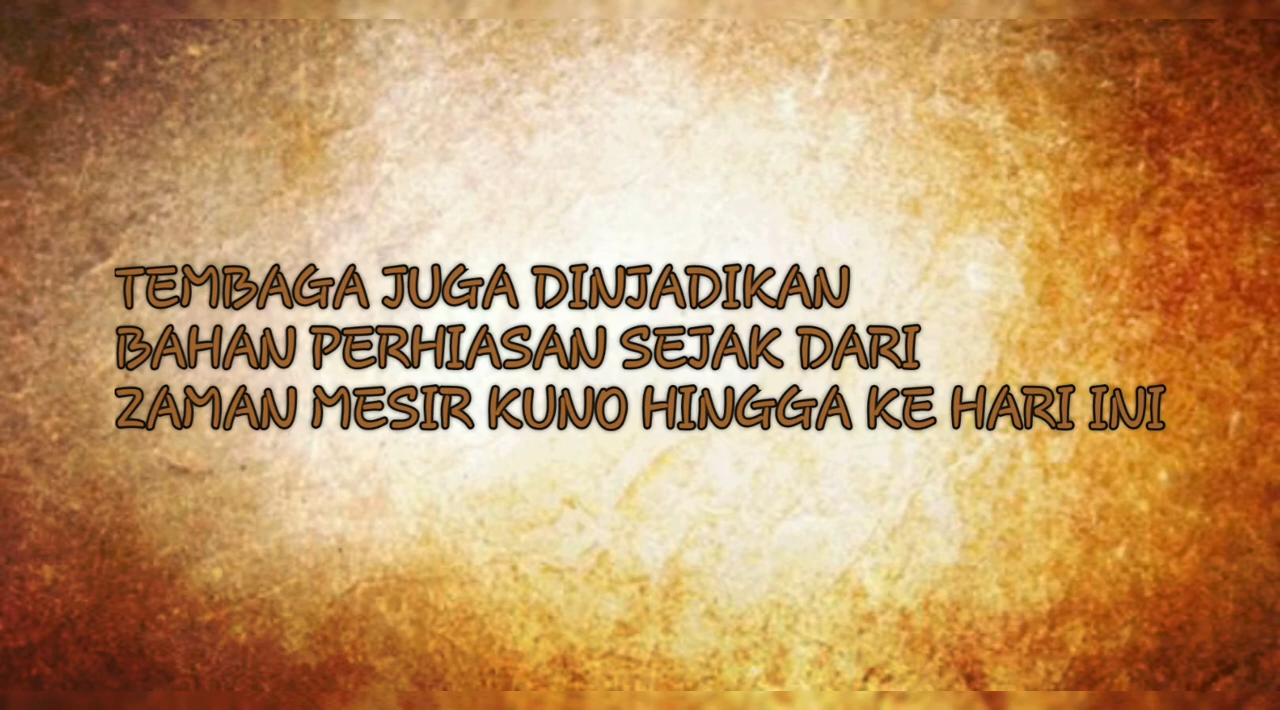 TEMBAGA JUGA DINJADIKAN
BAHAN PERHIASAN SEJAK DARI
ZAMAN MESIR KUNO HINGGA KE HARI INI